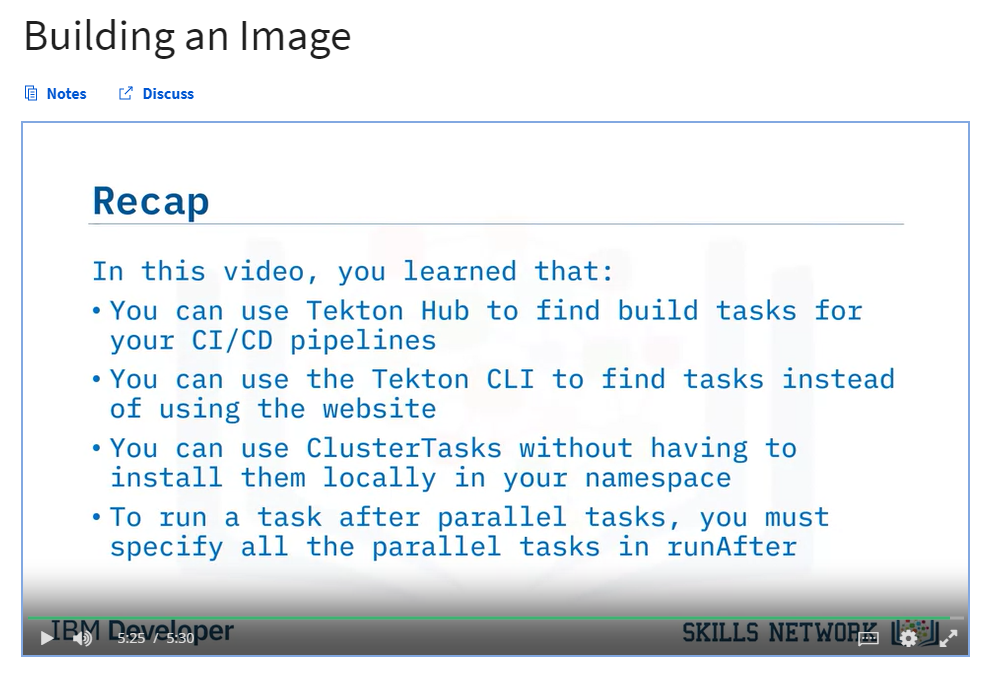 Building an Image
Notes Discuss
Recap
In this video, you learned that:
• You can use Tekton Hub to find build tasks for
your CI/CD pipelines
• You can use the Tekton CLI to find tasks instead
of using the website
• You can use ClusterTasks without having to
install them locally in your namespace
• To run a task after parallel tasks, you must
specify all the parallel tasks in runAfter
IBM Developer
SKILLS NETWORK
5:25 / 5:30